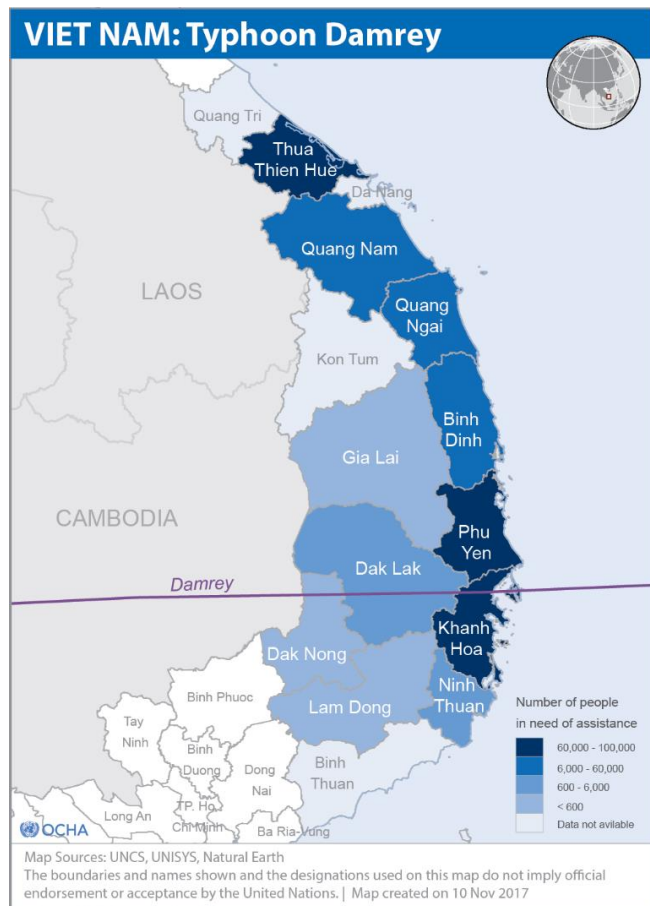 VIET NAM: Typhoon Damrey
Quang Tri
Thua
Thien Hue
Da Nang
Quang Nam
LAOS
Quang
Ngai
Kon Tum
Binh
Dinh
Gia Lai
CAMBODIA
Phu
Yen
Dak Lak
Damrey
Khanh
Hoa
Dak Nong
Ninh
Thuan
Lam Dong
Binh Phuoc
Tay
Ninh
Binh
Duong
Dong
Nai
Binh
Thuan
Long An
TP. Ho
Chi Minh
Ba Ria-Vung
Number of people
in need of assistance
60,000 - 100,000
6,000 - 60,000
600 - 6,000
< 600
Data not avilable
OCHA
Map Sources: UNCS, UNISYS, Natural Earth
The boundaries and names shown and the designations used on this map do not imply official
endorsement or acceptance by the United Nations. | Map created on 10 Nov 2017